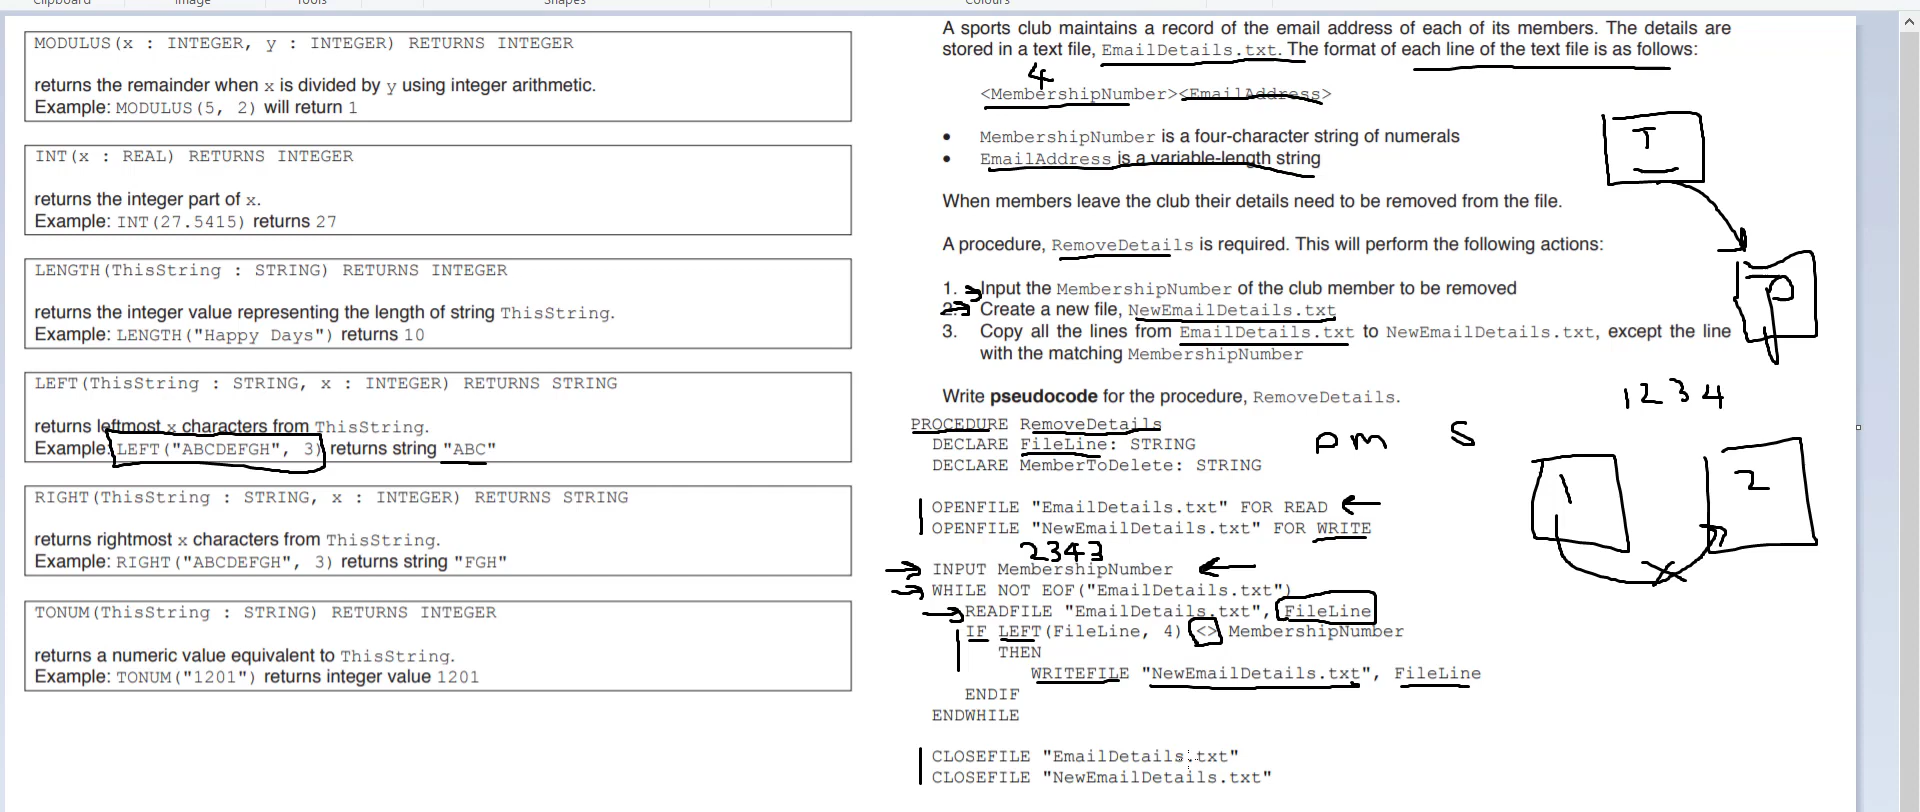 Clipboard
Image
Tools
Shapes
Colours
MODULUS(x : INTEGER, y : INTEGER) RETURNS INTEGER
returns the remainder when x is divided by y using integer arithmetic.
Example: MODULUS(5, 2) will return 1
INT(x : REAL) RETURNS INTEGER
returns the integer part of x.
Example: INT(27.5415) returns 27
LENGTH(ThisString : STRING) RETURNS INTEGER
returns the integer value representing the length of string ThisString.
Example: LENGTH("Happy Days") returns 10
LEFT(ThisString : STRING, x : INTEGER) RETURNS STRING
returns leftmost x characters from ThisString.
Example: LEFT("ABCDEFGH", 3) returns string "ABC"
RIGHT(ThisString : STRING, x : INTEGER) RETURNS STRING
returns rightmost x characters from ThisString.
Example: RIGHT("ABCDEFGH", 3) returns string "FGH"
TONUM(ThisString : STRING) RETURNS INTEGER
returns a numeric value equivalent to ThisString.
Example: TONUM("1201") returns integer value 1201
A sports club maintains a record of the email address of each of its members. The details are
stored in a text file, EmailDetails.txt. The format of each line of the text file is as follows:
4
<MembershipNumber><EmailAddress>
• MembershipNumber is a four-character string of numerals
• EmailAddress is a variable-length string
When members leave the club their details need to be removed from the file.
A procedure, RemoveDetails is required. This will perform the following actions:
1. Input the MembershipNumber of the club member to be removed
2. Create a new file, NewEmailDetails.txt
3. Copy all the lines from EmailDetails.txt to NewEmailDetails.txt, except the line
with the matching MembershipNumber
Write pseudocode for the procedure, RemoveDetails.
PROCEDURE RemoveDetails
DECLARE FileLine: STRING
DECLARE MemberToDelete: STRING
OPENFILE "EmailDetails.txt" FOR READ
OPENFILE "NewEmailDetails.txt" FOR WRITE
2343
INPUT MembershipNumber
WHILE NOT EOF("EmailDetails.txt")
READFILE "EmailDetails.txt", FileLine
IF LEFT(FileLine, 4) <> MembershipNumber
THEN
WRITEFILE "NewEmailDetails.txt", FileLine
ENDIF
ENDWHILE
CLOSEFILE "EmailDetails.txt"
CLOSEFILE "NewEmailDetails.txt"
T
P
1234
pm S
1
2